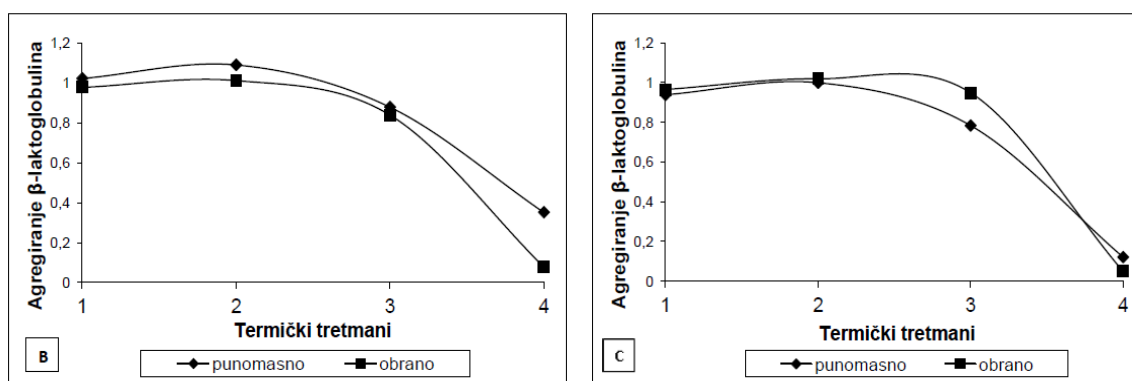 Agregiranje β-laktoglobulina
1,2
1
0,8
0,6
0,4
0,2
0
1 2 3 4
Termički tretmani
B
punomasno obrano
Agregiranje β-laktoglobulina
1,2
1
0,8
0,6
0,4
0,2
0
1 2 3 4
Termički tretmani
C
punomasno obrano